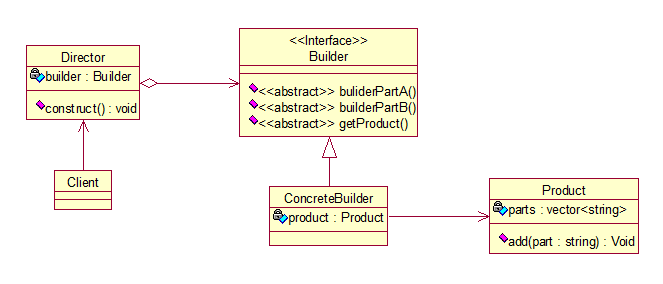 Director
builder : Builder
construct() : void
<<Interface>>
Builder
<<abstract>> buliderPartA()
<<abstract>> builderPartB()
<<abstract>> getProduct()
Client
ConcreteBuilder
product : Product
Product
parts : vector<string>
add(part : string) : Void